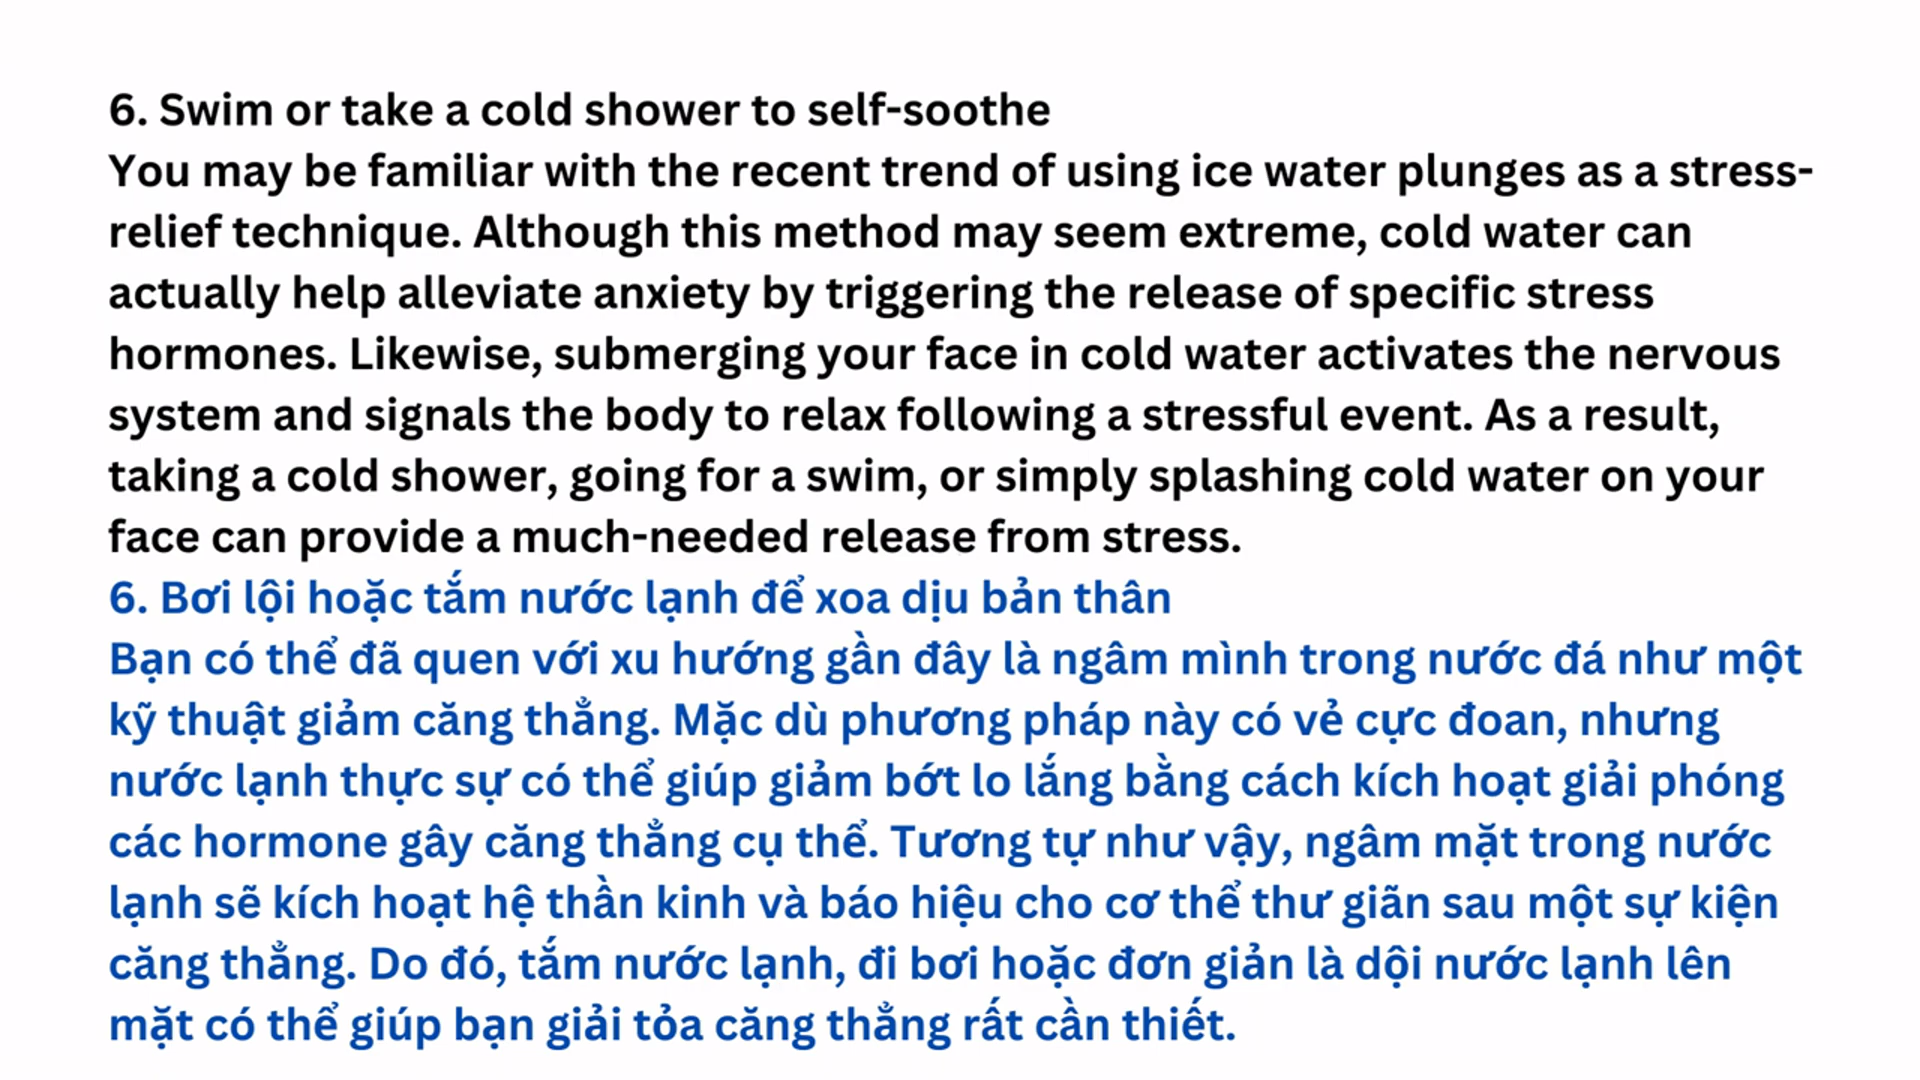 6. Swim or take a cold shower to self-soothe
You may be familiar with the recent trend of using ice water plunges as a stress-
relief technique. Although this method may seem extreme, cold water can
actually help alleviate anxiety by triggering the release of specific stress
hormones. Likewise, submerging your face in cold water activates the nervous
system and signals the body to relax following a stressful event. As a result,
taking a cold shower, going for a swim, or simply splashing cold water on your
face can provide a much-needed release from stress.
6. Bơi lội hoặc tắm nước lạnh để xoa dịu bản thân
Bạn có thể đã quen với xu hướng gần đây là ngâm mình trong nước đá như một
kỹ thuật giảm căng thẳng. Mặc dù phương pháp này có vẻ cực đoan, nhưng
nước lạnh thực sự có thể giúp giảm bớt lo lắng bằng cách kích hoạt giải phóng
các hormone gây căng thẳng cụ thể. Tương tự như vậy, ngâm mặt trong nước
lạnh sẽ kích hoạt hệ thần kinh và báo hiệu cho cơ thể thư giãn sau một sự kiện
căng thẳng. Do đó, tắm nước lạnh, đi bơi hoặc đơn giản là dội nước lạnh lên
mặt có thể giúp bạn giải tỏa căng thẳng rất cần thiết.